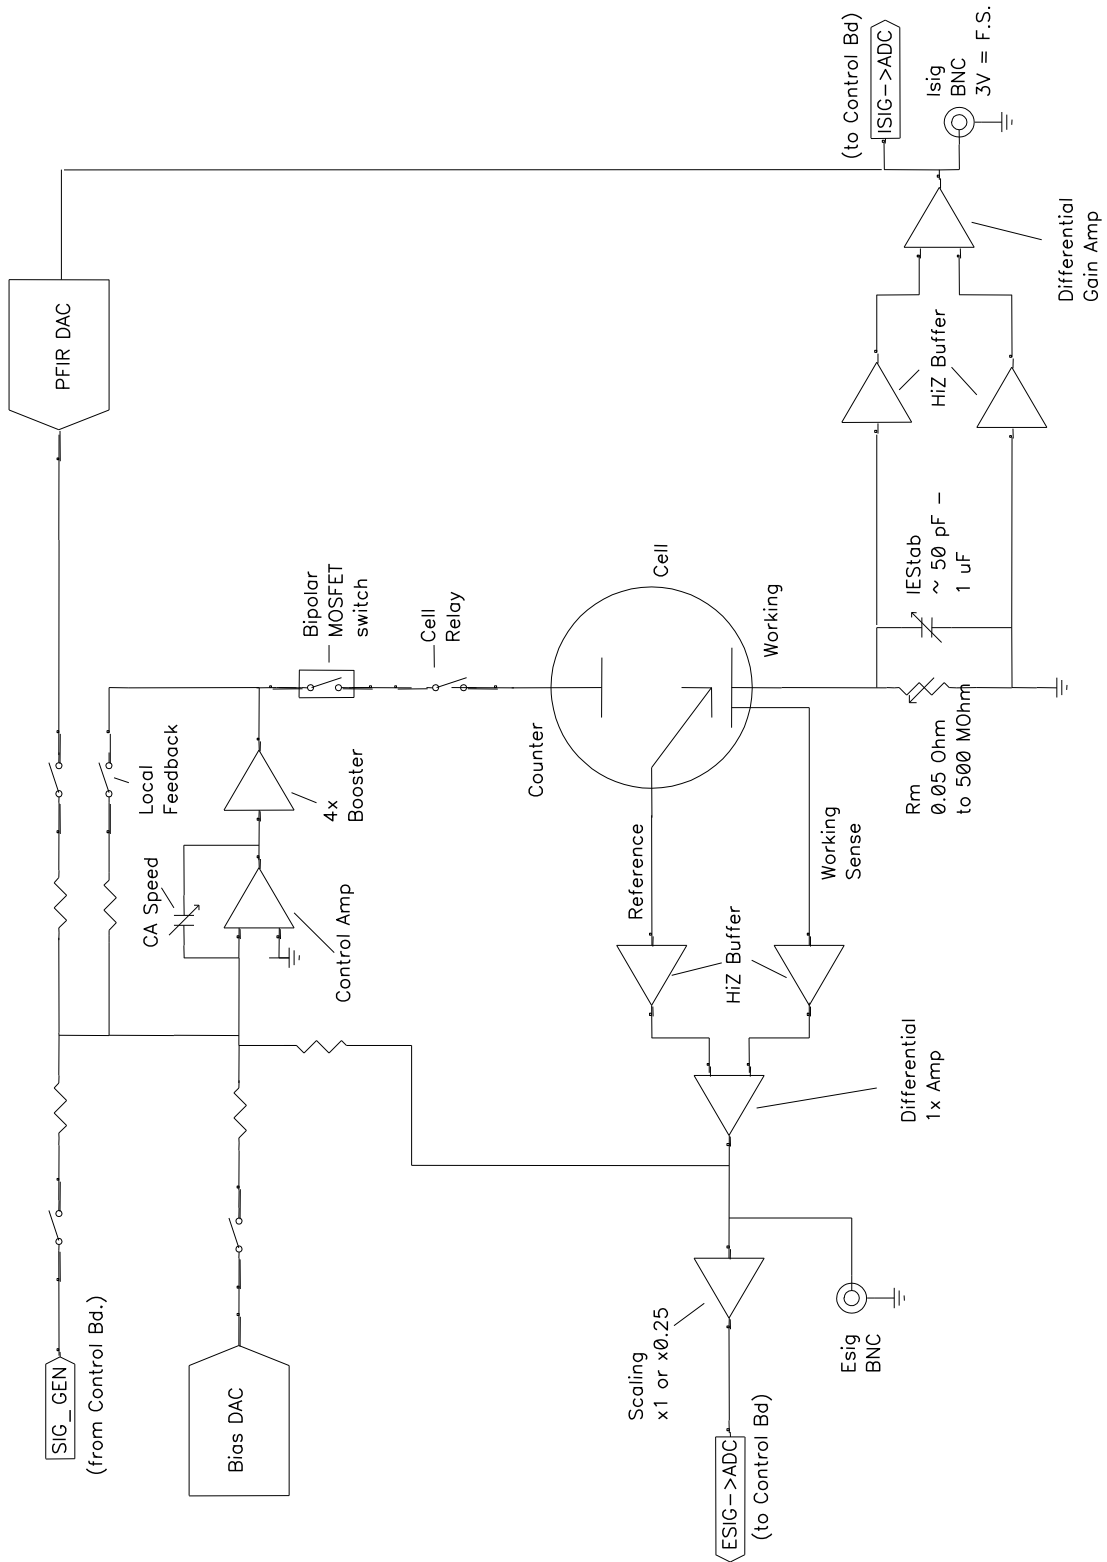 SIG_GEN
(from Control Bd.)
Bias DAC
PFIR DAC
Local
Feedback
CA Speed
Control Amp
4x
Booster
Bipolar
MOSFET
switch
Cell
Relay
Counter
Cell
Working
Reference
Working
Sense
HiZ Buffer
Differential
1x Amp
Scaling
x1 or x0.25
ESIG->ADC
(to Control Bd)
Esig
BNC
Rm
0.05 Ohm
to 500 MOhm
IEStab
~ 50 pF -
1 uF
HiZ Buffer
Differential
Gain Amp
(to Control Bd)
ISIG->ADC
Isig
BNC
3V = F.S.